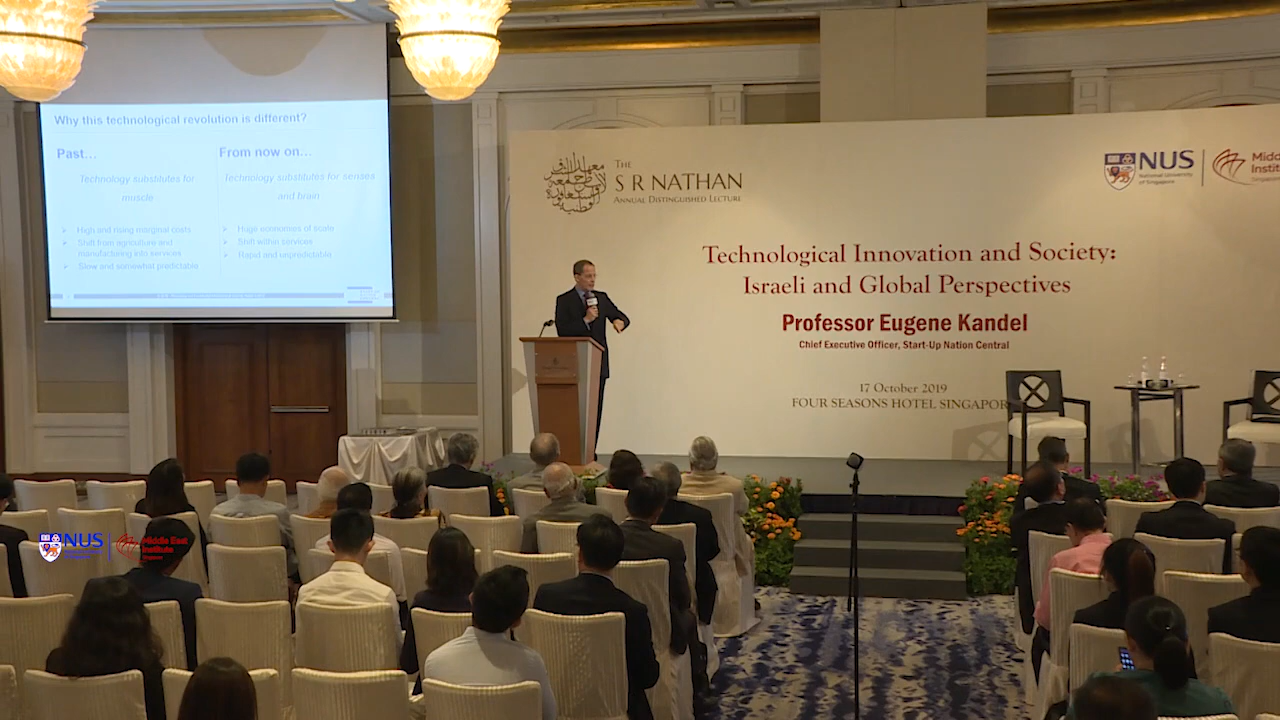 Why this technological revolution is different?
Past...
From now on...
Technology substitutes for
muscle
Technology substitutes for senses
and brain
High and rising marginal costs
Shift from agriculture and
manufacturing into services
Slow and somewhat predictable
Huge economies of scale
Shift within services
Rapid and unpredictable
THE
S R NATHAN
ANNUAL DISTINGUISHED LECTURE
NUS
National University
of Singapore
Technological Innovation and Society:
Israeli and Global Perspectives
Professor Eugene Kandel
Chief Executive Officer, Start-Up Nation Central
17 October 2019
FOUR SEASONS HOTEL SINGAPOR
NUS
Middle East
Institute